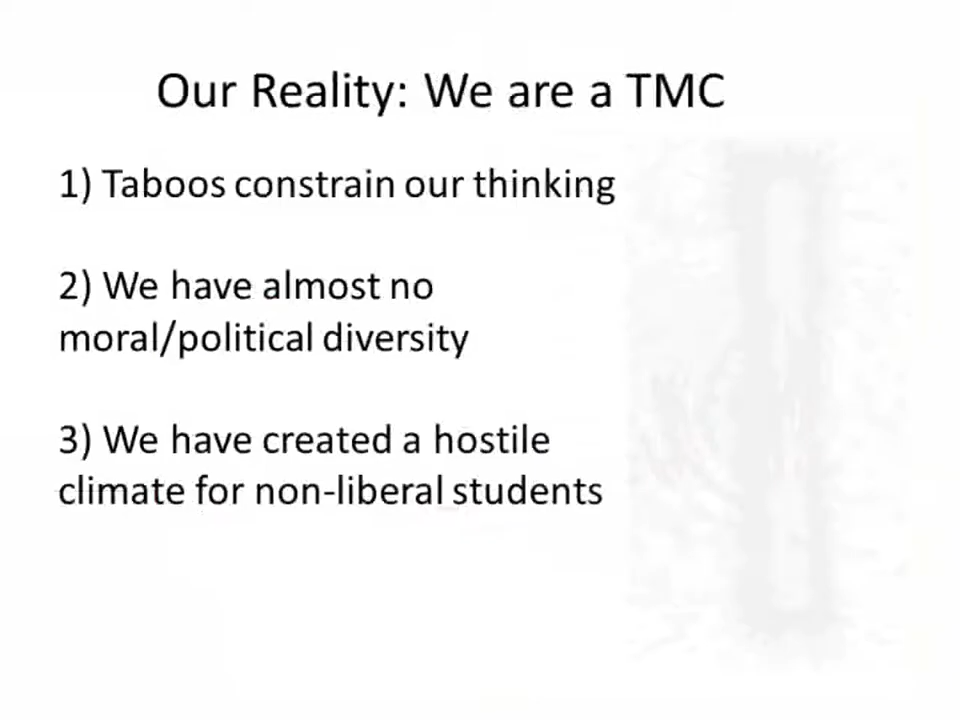 Our Reality: We are a TMC
1) Taboos constrain our thinking
2) We have almost no
moral/political diversity
3) We have created a hostile
climate for non-liberal students